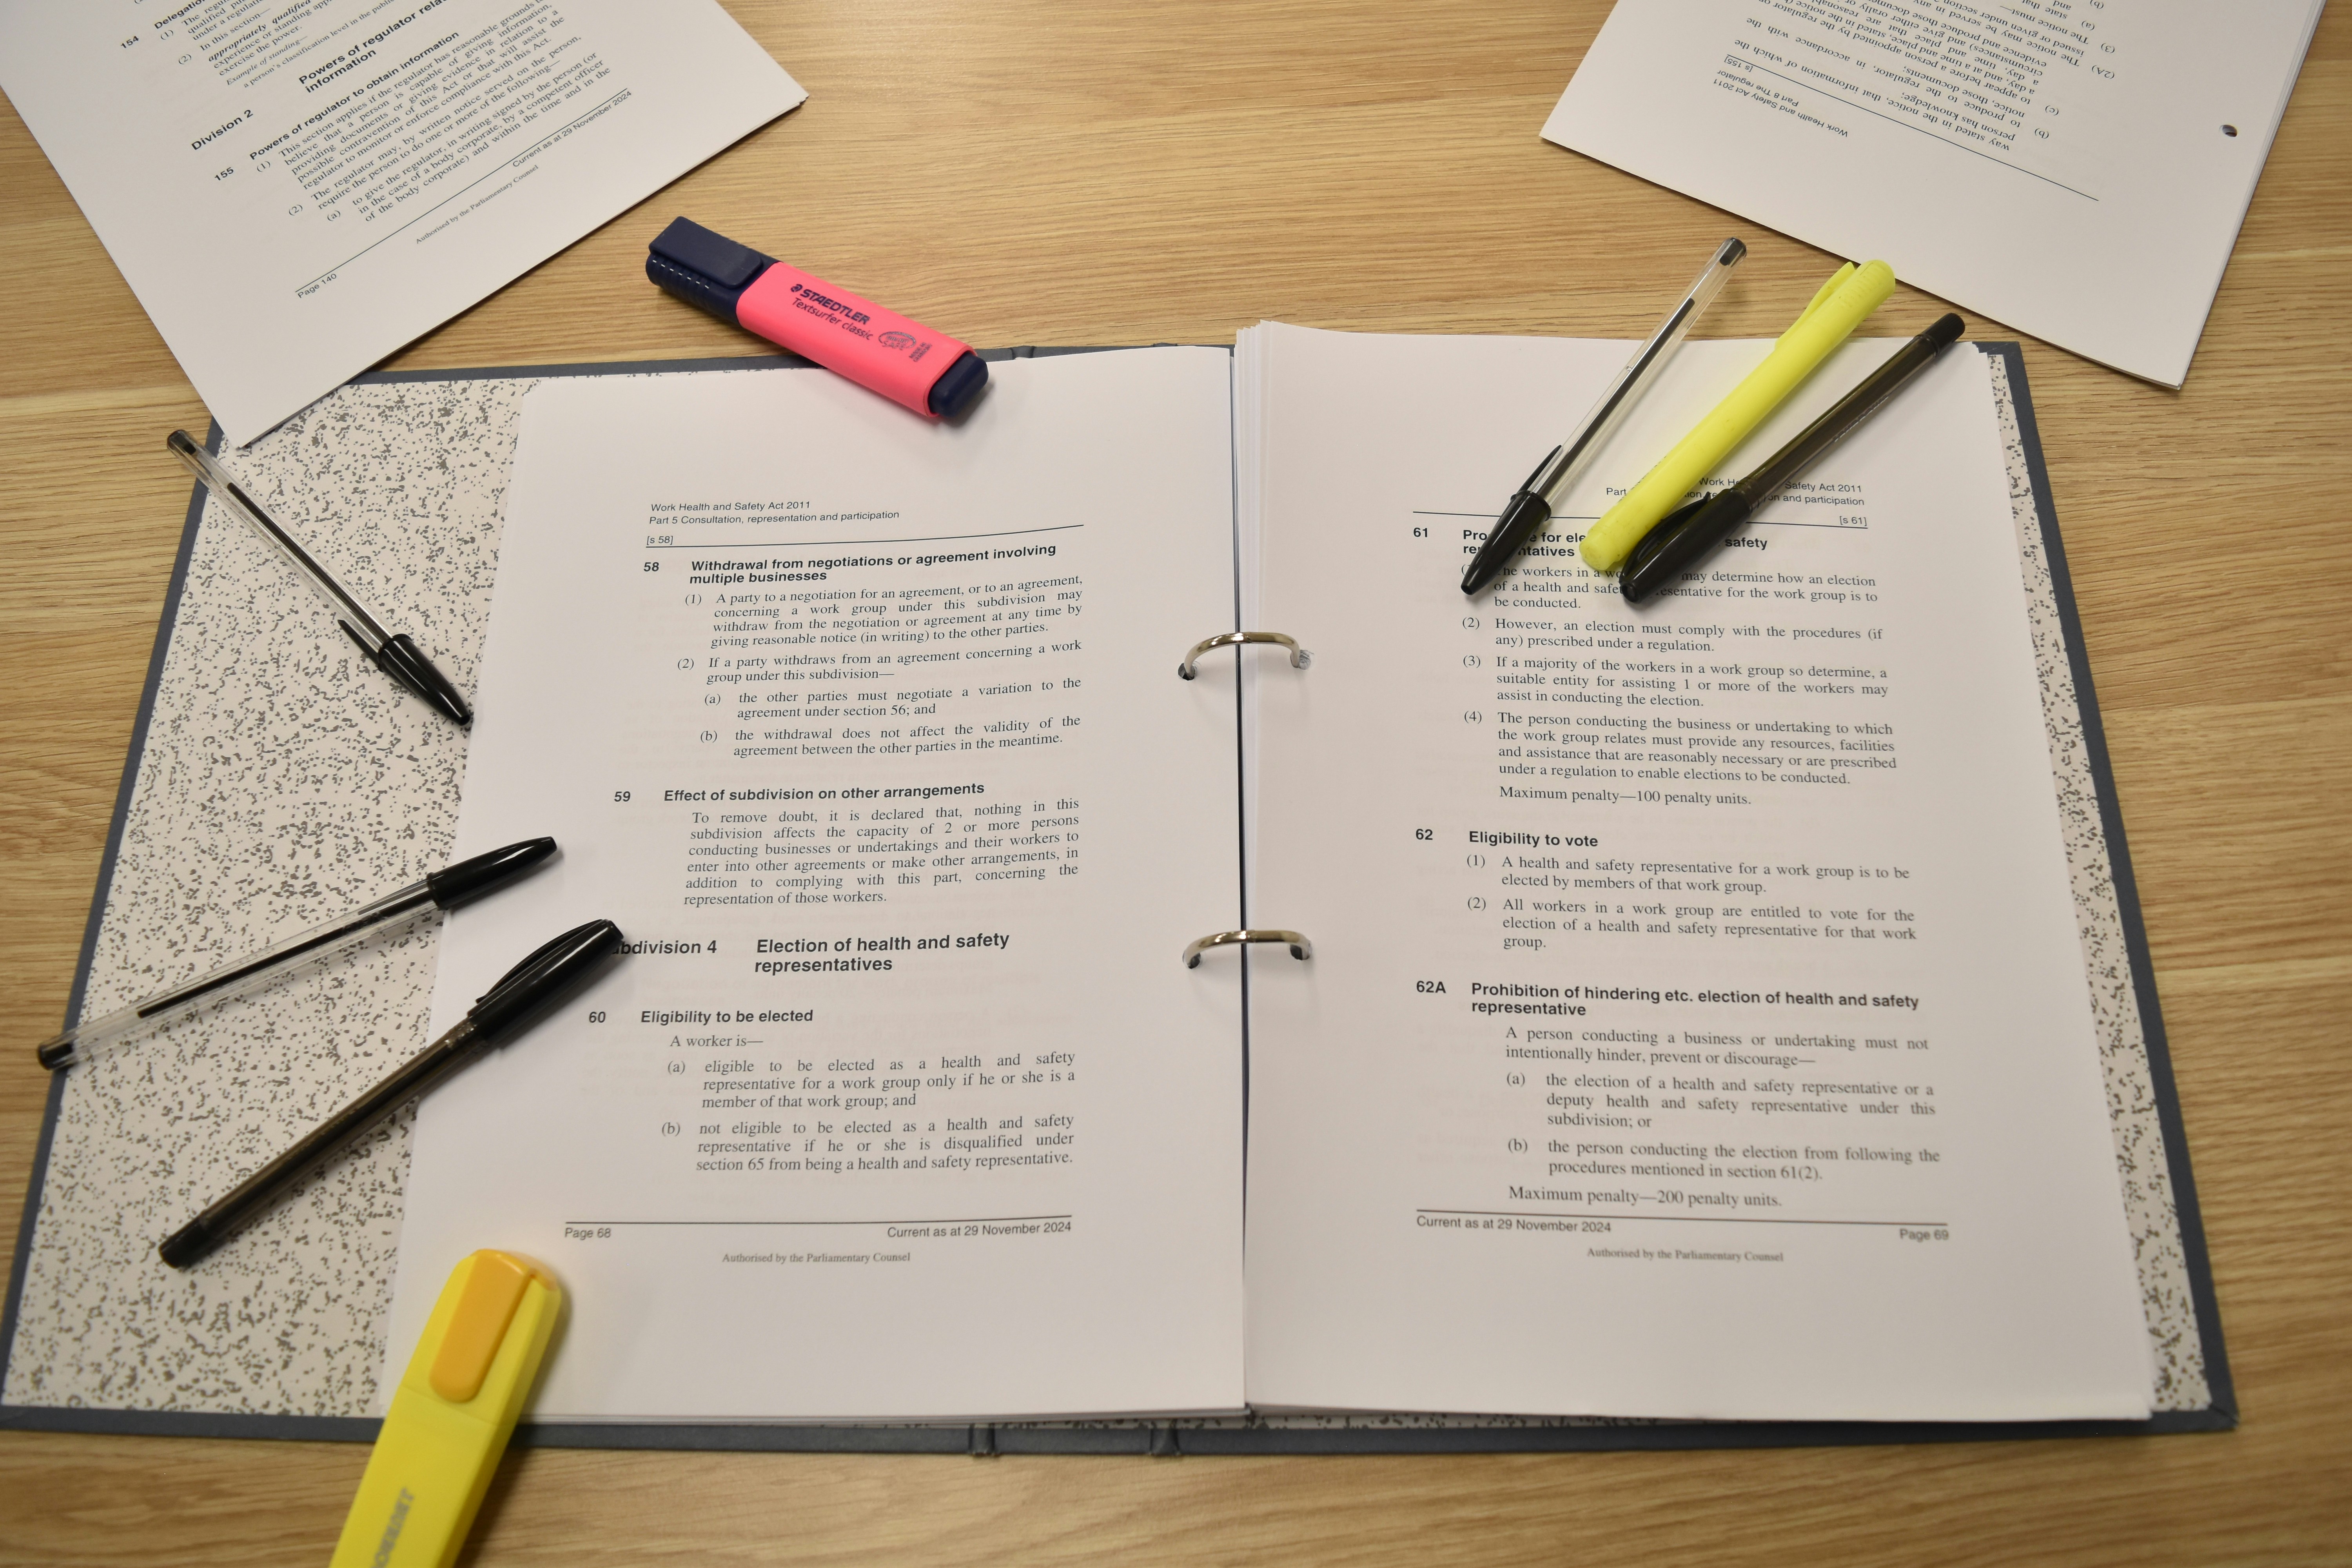 154
Delegation
(1) The regu
qualified pu
under a regula
(2) In this section—
appropriately qualified
experience or standing app
exercise the power.
Example of standing—
a person's classification level in the public
Division 2
Powers of regulator rela
information
155 Powers of regulator to obtain information
(1) This section applies if the regulator has reasonable grounds to
believe that a person is capable of giving information,
providing documents or giving evidence in relation to a
possible contravention of this Act or that will assist the
regulator to monitor or enforce compliance with this Act.
(2) The regulator may, by written notice served on the person,
require the person to do one or more of the following—
(a) to give the regulator, in writing signed by the person (or
in the case of a body corporate, by a competent officer
of the body corporate) and within the time and in the
Current as at 29 November 2024
Page 140
Authorised by the Parliamentary Counsel
Work Health and Safety Act 2011
Part 8 The regulator
[s 155]
way stated in the notice, that information of which the
person has knowledge;
(b) to produce to the regulator, in accordance with the
notice, those documents;
(c) to appear before a person appointed by the regulator
a day, and at a time and place, stated in the notice
circumstances) and
evidence and produce those documents.
(2A) The notice may be served in
issued or given under section
(3) The notice must—
(a) state that
(b) and
STAEDTLER
Textsurfer classic
Work Health and Safety Act 2011
Part 5 Consultation, representation and participation
[s 58]
58 Withdrawal from negotiations or agreement involving
multiple businesses
(1) A party to a negotiation for an agreement, or to an agreement,
concerning a work group under this subdivision may
withdraw from the negotiation or agreement at any time by
giving reasonable notice (in writing) to the other parties.
(2) If a party withdraws from an agreement concerning a work
group under this subdivision—
(a) the other parties must negotiate a variation to the
agreement under section 56; and
(b) the withdrawal does not affect the validity of the
agreement between the other parties in the meantime.
59 Effect of subdivision on other arrangements
To remove doubt, it is declared that, nothing in this
subdivision affects the capacity of 2 or more persons
conducting businesses or undertakings and their workers to
enter into other agreements or make other arrangements, in
addition to complying with this part, concerning the
representation of those workers.
bdivision 4 Election of health and safety
representatives
60 Eligibility to be elected
A worker is—
(a) eligible to be elected as a health and safety
representative for a work group only if he or she is a
member of that work group; and
(b) not eligible to be elected as a health and safety
representative if he or she is disqualified under
section 65 from being a health and safety representative.
Page 68 Current as at 29 November 2024
Authorised by the Parliamentary Counsel
Work He Safety Act 2011
Part on and participation
[s 61]
61 Pro e for ele safety
re ntatives
The workers in a wo may determine how an election
of a health and safe resentative for the work group is to
be conducted.
(2) However, an election must comply with the procedures (if
any) prescribed under a regulation.
(3) If a majority of the workers in a work group so determine, a
suitable entity for assisting 1 or more of the workers may
assist in conducting the election.
(4) The person conducting the business or undertaking to which
the work group relates must provide any resources, facilities
and assistance that are reasonably necessary or are prescribed
under a regulation to enable elections to be conducted.
Maximum penalty—100 penalty units.
62 Eligibility to vote
(1) A health and safety representative for a work group is to be
elected by members of that work group.
(2) All workers in a work group are entitled to vote for the
election of a health and safety representative for that work
group.
62A Prohibition of hindering etc. election of health and safety
representative
A person conducting a business or undertaking must not
intentionally hinder, prevent or discourage—
(a) the election of a health and safety representative or a
deputy health and safety representative under this
subdivision; or
(b) the person conducting the election from following the
procedures mentioned in section 61(2).
Maximum penalty—200 penalty units.
Current as at 29 November 2024 Page 69
Authorised by the Parliamentary Counsel